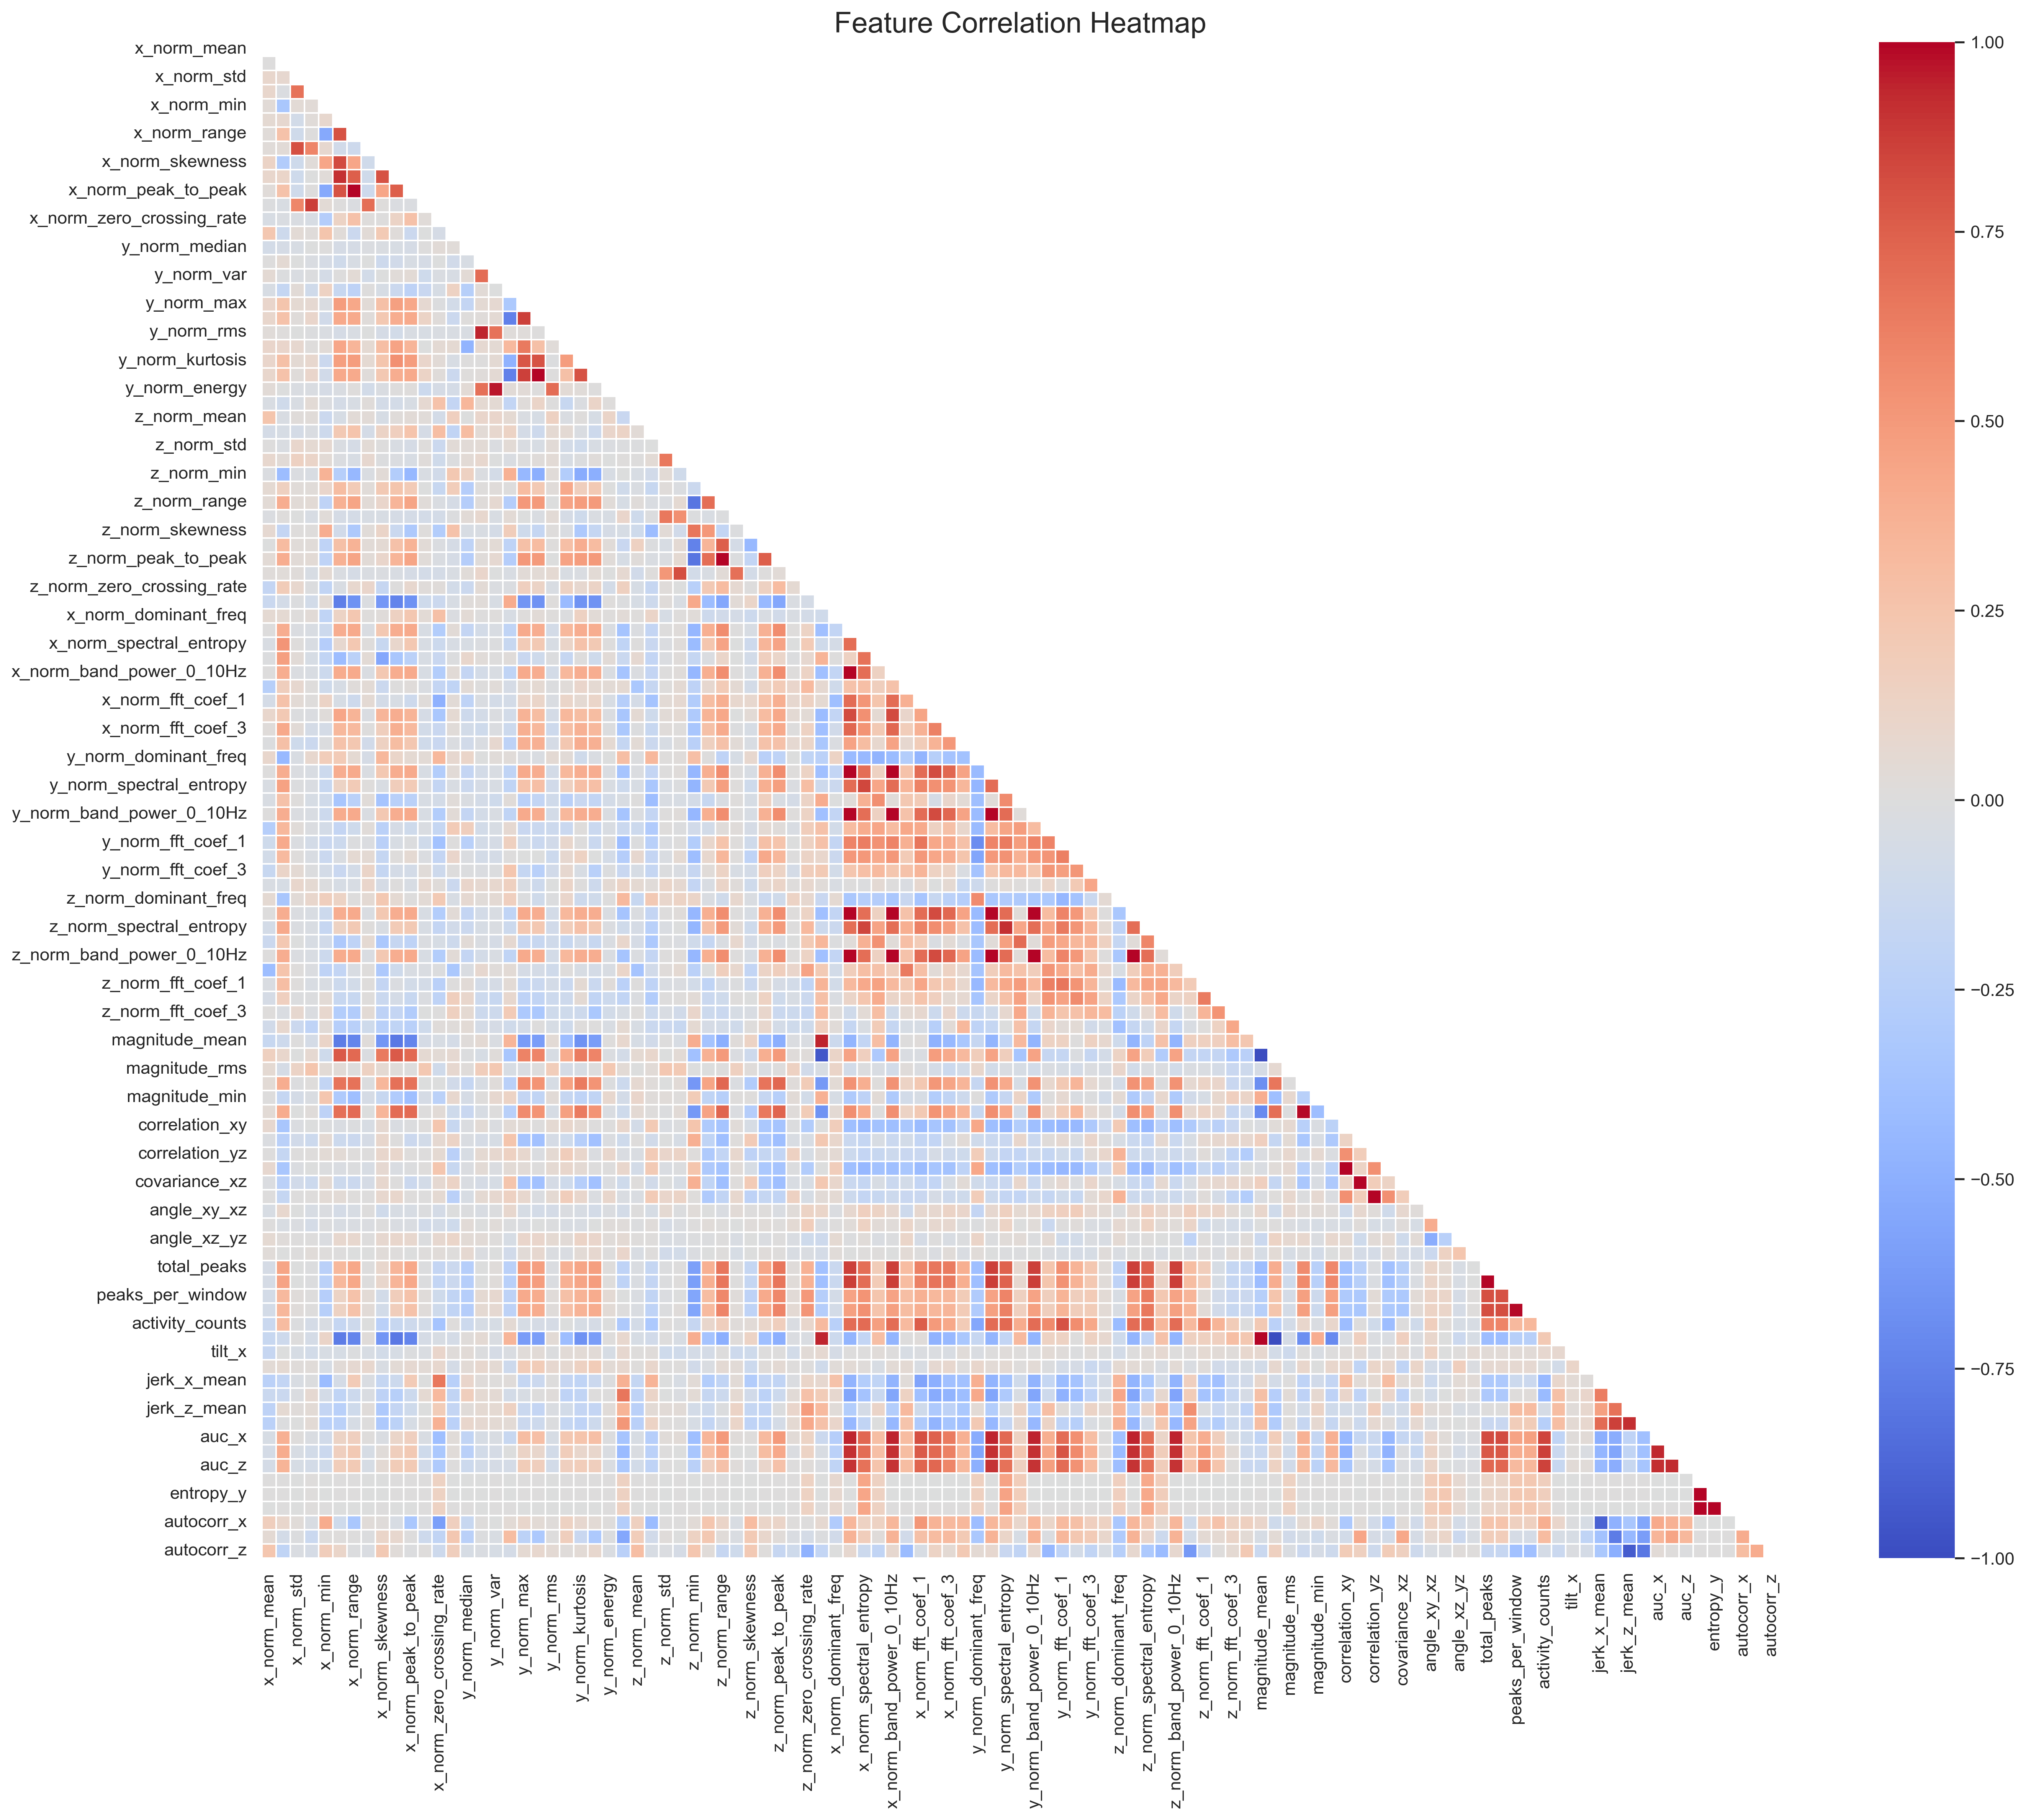 Feature Correlation Heatmap
x_norm_mean
x_norm_std
x_norm_min
x_norm_range
x_norm_skewness
x_norm_peak_to_peak
x_norm_zero_crossing_rate
y_norm_median
y_norm_var
y_norm_max
y_norm_rms
y_norm_kurtosis
y_norm_energy
z_norm_mean
z_norm_std
z_norm_min
z_norm_range
z_norm_skewness
z_norm_peak_to_peak
z_norm_zero_crossing_rate
x_norm_dominant_freq
x_norm_spectral_entropy
x_norm_band_power_0_10Hz
x_norm_fft_coef_1
x_norm_fft_coef_3
y_norm_dominant_freq
y_norm_spectral_entropy
y_norm_band_power_0_10Hz
y_norm_fft_coef_1
y_norm_fft_coef_3
z_norm_dominant_freq
z_norm_spectral_entropy
z_norm_band_power_0_10Hz
z_norm_fft_coef_1
z_norm_fft_coef_3
magnitude_mean
magnitude_rms
magnitude_min
correlation_xy
correlation_yz
covariance_xz
angle_xy_xz
angle_xz_yz
total_peaks
peaks_per_window
activity_counts
tilt_x
jerk_x_mean
jerk_z_mean
auc_x
auc_z
entropy_y
autocorr_x
autocorr_z
x_norm_mean
x_norm_std
x_norm_min
x_norm_range
x_norm_skewness
x_norm_peak_to_peak
x_norm_zero_crossing_rate
y_norm_median
y_norm_var
y_norm_max
y_norm_rms
y_norm_kurtosis
y_norm_energy
z_norm_mean
z_norm_std
z_norm_min
z_norm_range
z_norm_skewness
z_norm_peak_to_peak
z_norm_zero_crossing_rate
x_norm_dominant_freq
x_norm_spectral_entropy
x_norm_band_power_0_10Hz
x_norm_fft_coef_1
x_norm_fft_coef_3
y_norm_dominant_freq
y_norm_spectral_entropy
y_norm_band_power_0_10Hz
y_norm_fft_coef_1
y_norm_fft_coef_3
z_norm_dominant_freq
z_norm_spectral_entropy
z_norm_band_power_0_10Hz
z_norm_fft_coef_1
z_norm_fft_coef_3
magnitude_mean
magnitude_rms
magnitude_min
correlation_xy
correlation_yz
covariance_xz
angle_xy_xz
angle_xz_yz
total_peaks
peaks_per_window
activity_counts
tilt_x
jerk_x_mean
jerk_z_mean
auc_x
auc_z
entropy_y
autocorr_x
autocorr_z
1.00
0.75
0.50
0.25
0.00
−0.25
−0.50
−0.75
−1.00